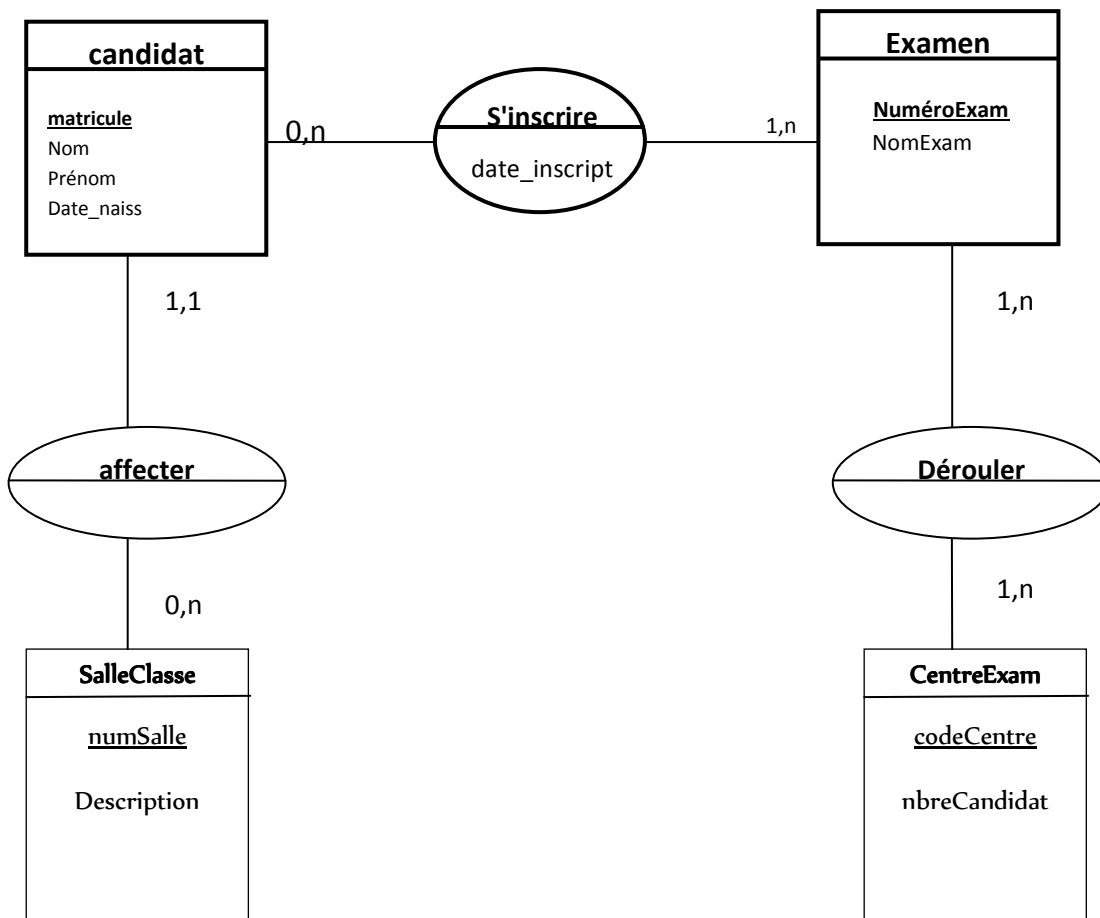 candidat
matricule
Nom
Prénom
Date_naiss
0,n
S'inscrire
date_inscript
1,n
Examen
NuméroExam
NomExam
1,1
1,n
affecter
Dérouler
0,n
1,n
SalleClasse
numSalle
Description
CentreExam
codeCentre
nbreCandidat